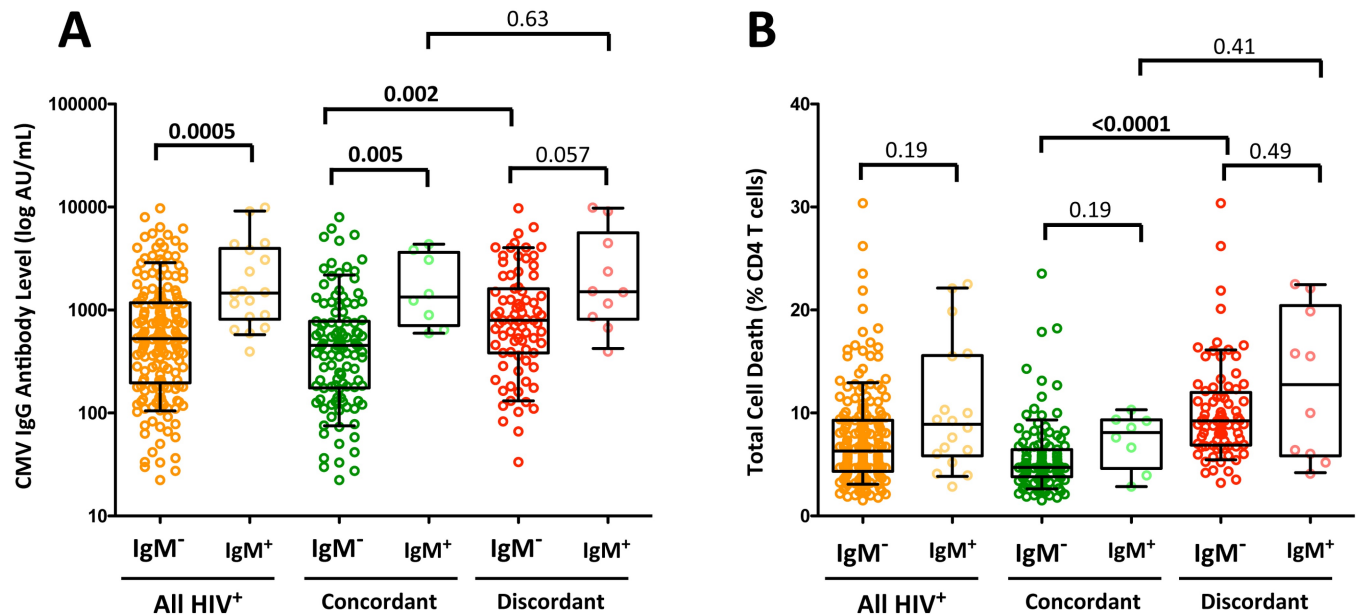 A
0.63
0.002
0.0005
0.005
0.057
CMV IgG Antibody Level (log AU/mL)
100000
10000
1000
100
10
IgM⁻
IgM⁺
IgM⁻
IgM⁺
IgM⁻
IgM⁺
All HIV⁺
Concordant
Discordant
B
0.41
<0.0001
0.19
0.49
0.19
Total Cell Death (% CD4 T cells)
40
30
20
10
0
IgM⁻
IgM⁺
IgM⁻
IgM⁺
IgM⁻
IgM⁺
All HIV⁺
Concordant
Discordant